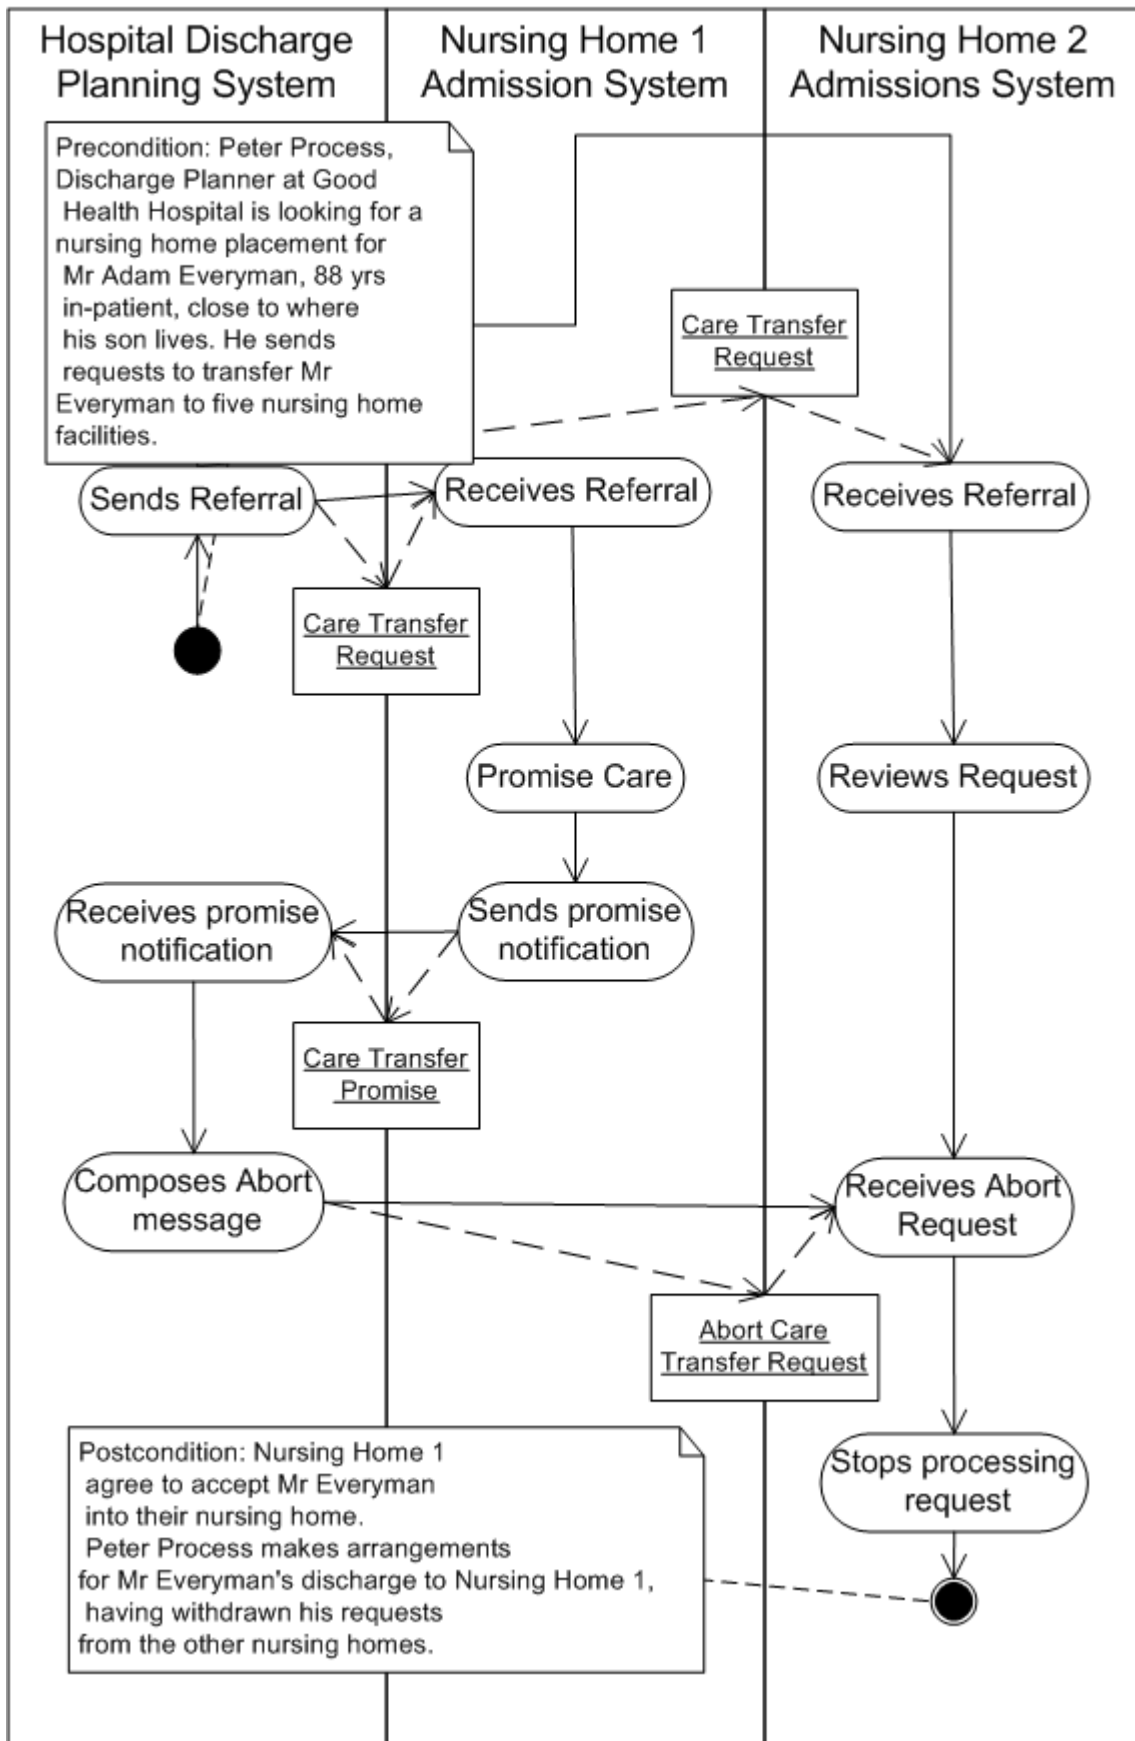 Hospital Discharge
Planning System
Nursing Home 1
Admission System
Nursing Home 2
Admissions System
Precondition: Peter Process,
Discharge Planner at Good
Health Hospital is looking for a
nursing home placement for
Mr Adam Everyman, 88 yrs
in-patient, close to where
his son lives. He sends
requests to transfer Mr
Everyman to five nursing home
facilities.
Care Transfer
Request
Sends Referral
Receives Referral
Receives Referral
Care Transfer
Request
Promise Care
Reviews Request
Receives promise
notification
Sends promise
notification
Care Transfer
Promise
Composes Abort
message
Receives Abort
Request
Abort Care
Transfer Request
Postcondition: Nursing Home 1
agree to accept Mr Everyman
into their nursing home.
Peter Process makes arrangements
for Mr Everyman's discharge to Nursing Home 1,
having withdrawn his requests
from the other nursing homes.
Stops processing
request